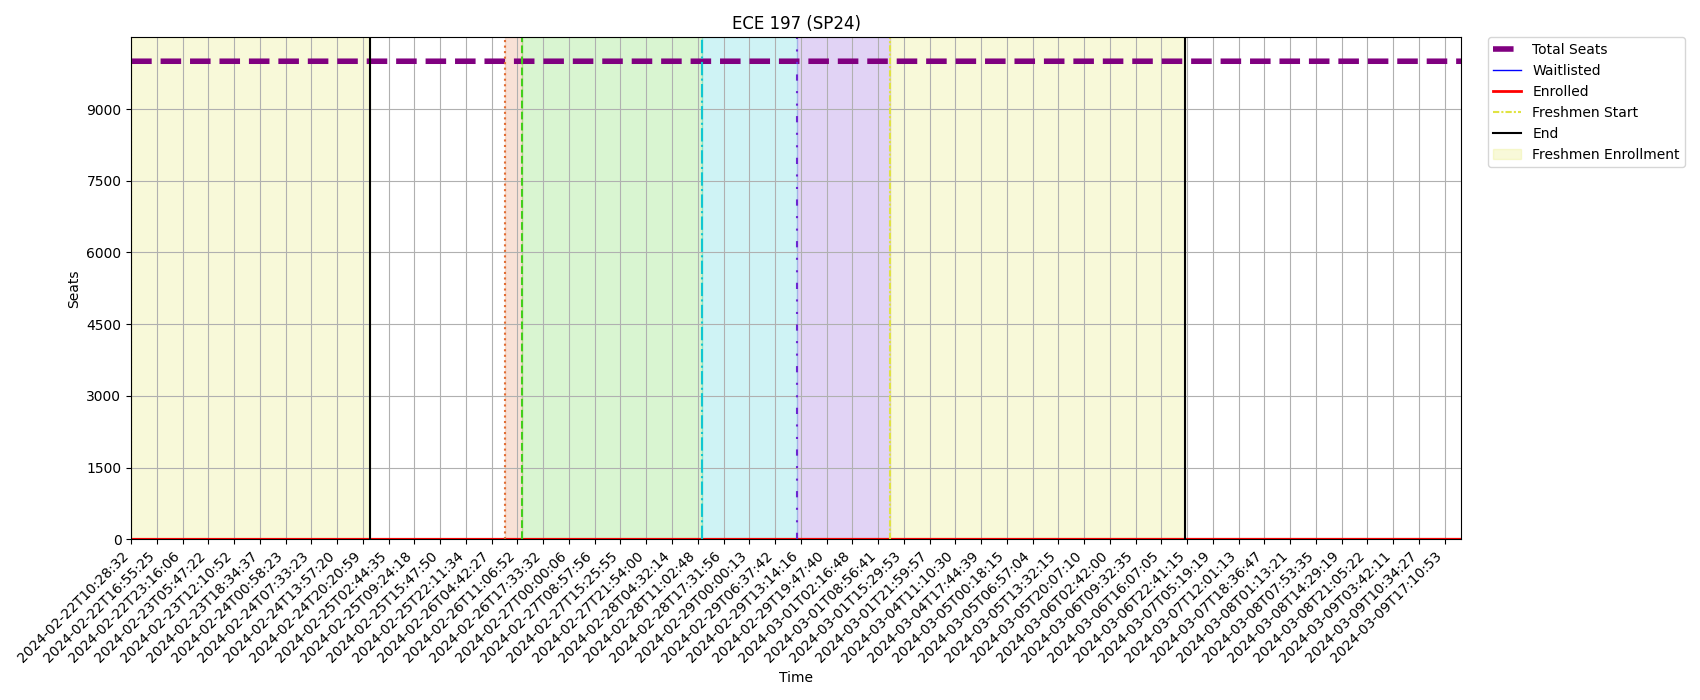 ECE 197 (SP24)
Total Seats
Waitlisted
Enrolled
Freshmen Start
End
Freshmen Enrollment
Seats
9000
7500
6000
4500
3000
1500
0
2024-02-22T10:28:32
2024-02-22T16:55:25
2024-02-22T23:16:06
2024-02-23T05:47:22
2024-02-23T12:10:52
2024-02-23T18:34:37
2024-02-24T00:58:23
2024-02-24T07:33:23
2024-02-24T13:57:20
2024-02-24T20:20:59
2024-02-25T02:44:35
2024-02-25T09:24:18
2024-02-25T15:47:50
2024-02-25T22:11:34
2024-02-26T04:42:27
2024-02-26T11:06:52
2024-02-26T17:33:32
2024-02-27T00:00:06
2024-02-27T08:57:56
2024-02-27T15:25:55
2024-02-27T21:54:00
2024-02-28T04:32:14
2024-02-28T11:02:48
2024-02-28T17:31:56
2024-02-29T00:00:13
2024-02-29T06:37:42
2024-02-29T13:14:16
2024-02-29T19:47:40
2024-03-01T02:16:48
2024-03-01T08:56:41
2024-03-01T15:29:53
2024-03-01T21:59:57
2024-03-04T11:10:30
2024-03-04T17:44:39
2024-03-05T00:18:15
2024-03-05T06:57:04
2024-03-05T13:32:15
2024-03-05T20:07:10
2024-03-06T02:42:00
2024-03-06T09:32:35
2024-03-06T16:07:05
2024-03-06T22:41:15
2024-03-07T05:19:19
2024-03-07T12:01:13
2024-03-07T18:36:47
2024-03-08T01:13:21
2024-03-08T07:53:35
2024-03-08T14:29:19
2024-03-08T21:05:22
2024-03-09T03:42:11
2024-03-09T10:34:27
2024-03-09T17:10:53
Time